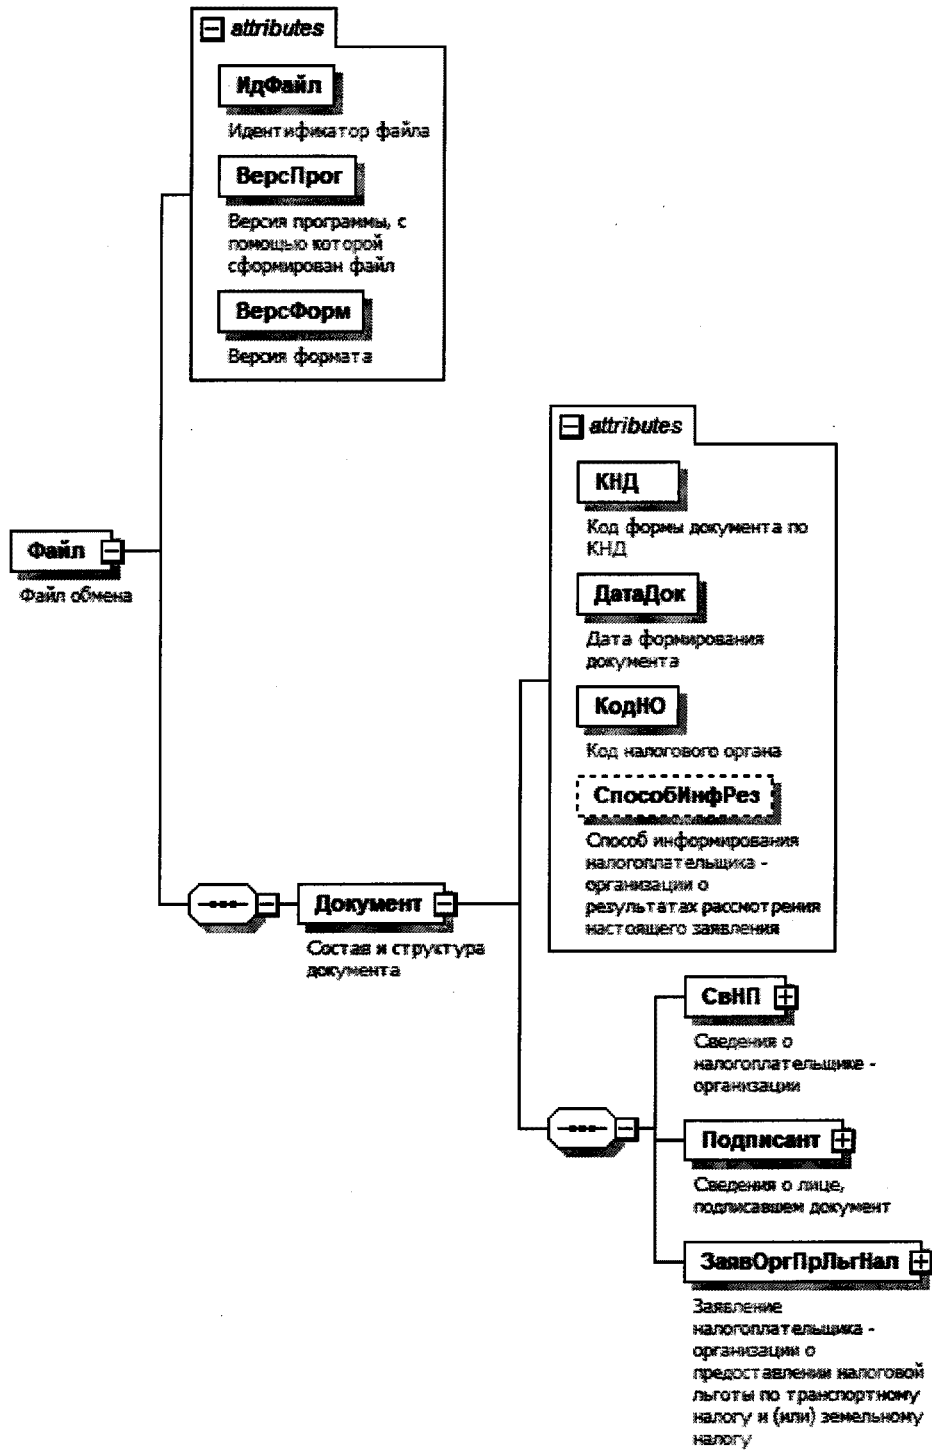 attributes
ИдФайл
Идентификатор файла
ВерсПрог
Версия программы, с
помощью которой
сформирован файл
ВерсФорм
Версия формата
Файл
Файл обмена
attributes
КНД
Код формы документа по
КНД
ДатаДок
Дата формирования
документа
КодНО
Код налогового органа
СпособИнфРез
Способ информирования
налогоплательщика -
организации о
результатах рассмотрения
настоящего заявления
Документ
Состав и структура
документа
СвНП
Сведения о
налогоплательщике -
организации
Подписант
Сведения о лице,
подписавшем документ
ЗаявОргПрЛьгНал
Заявление
налогоплательщика -
организации о
предоставлении налоговой
льготы по транспортному
налогу и (или) земельному
налогу